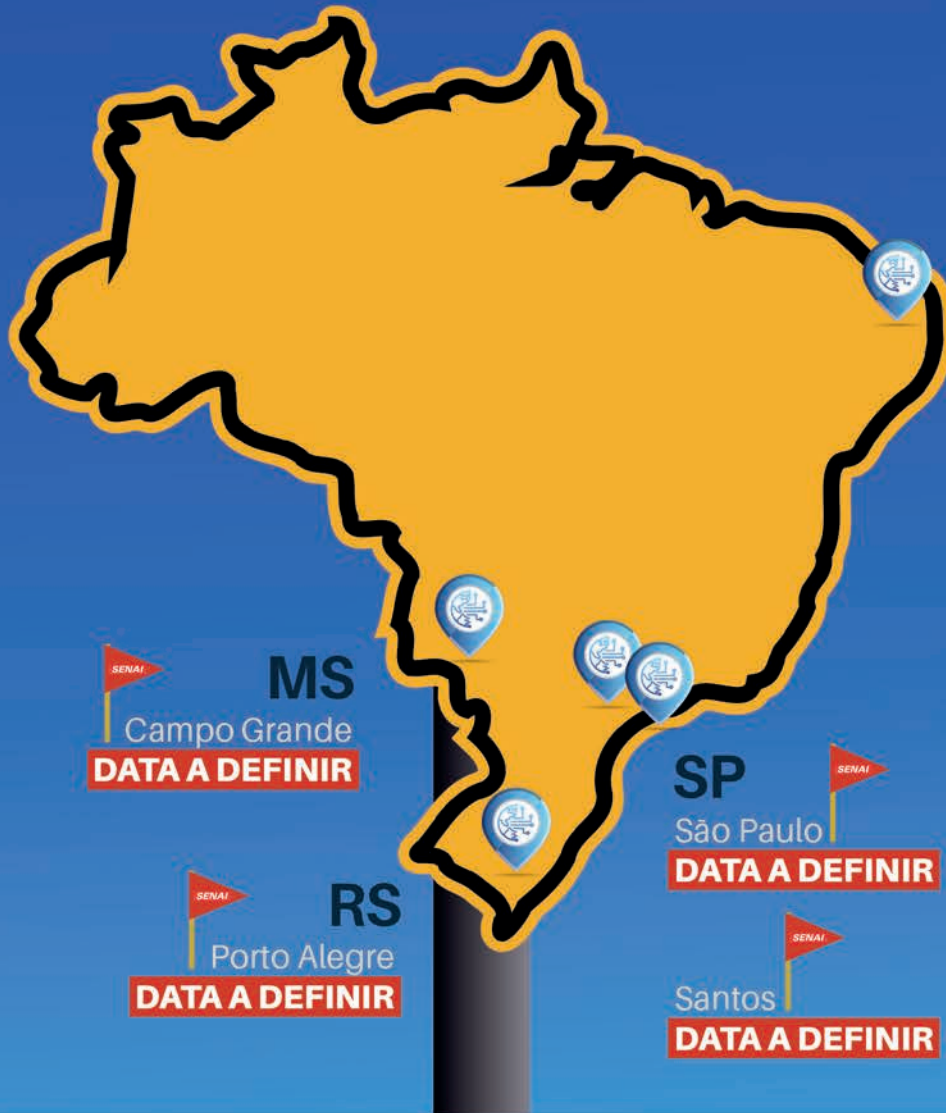 SENAI
MS
Campo Grande
DATA A DEFINIR
SENAI
RS
Porto Alegre
DATA A DEFINIR
SP
SENAI
São Paulo
DATA A DEFINIR
SENAI
Santos
DATA A DEFINIR